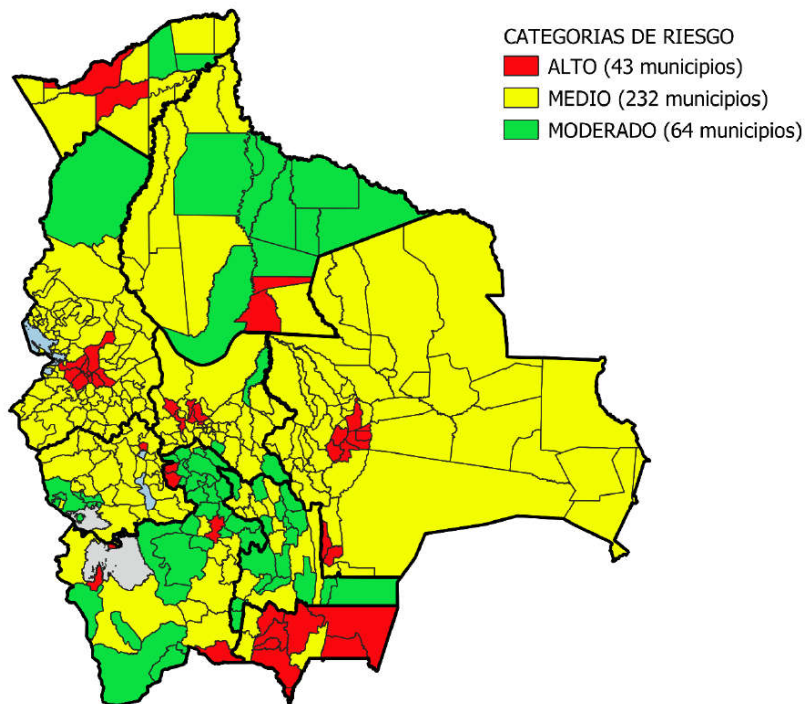 CATEGORIAS DE RIESGO
ALTO (43 municipios)
MEDIO (232 municipios)
MODERADO (64 municipios)